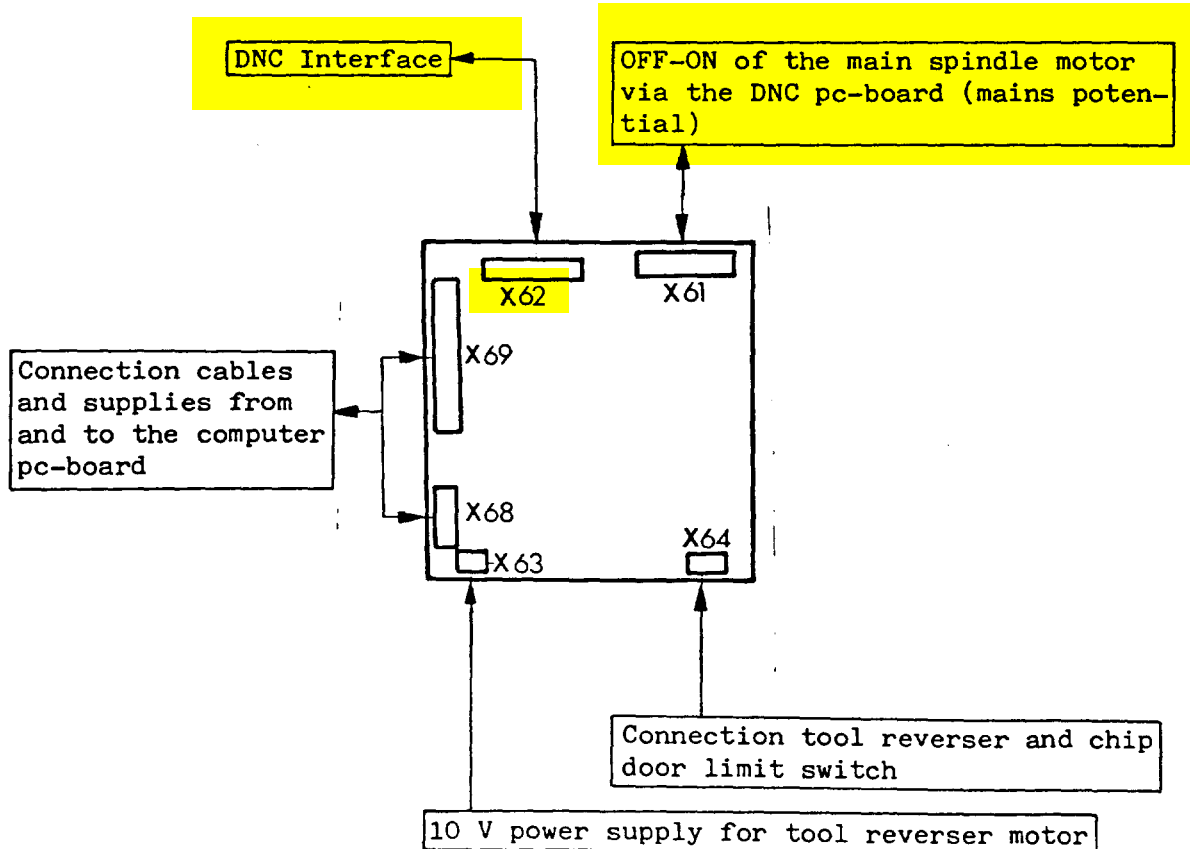 DNC Interface
OFF-ON of the main spindle motor
via the DNC pc-board (mains poten-
tial)
X62
X61
X69
Connection cables
and supplies from
and to the computer
pc-board
X68
X64
X63
Connection tool reverser and chip
door limit switch
10 V power supply for tool reverser motor